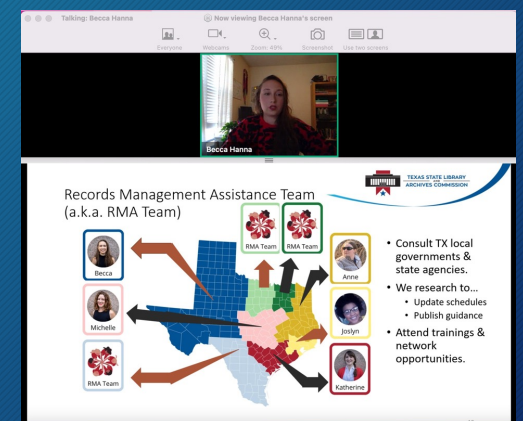 Talking: Becca Hanna
Now viewing Becca Hanna's screen
Everyone
Webcams
Zoom: 49%
Screenshot
Use two screens
Becca Hanna
TEXAS STATE LIBRARY
AND
ARCHIVES COMMISSION
Records Management Assistance Team
(a.k.a. RMA Team)
RMA Team
RMA Team
Becca
Anne
Michelle
Joslyn
RMA Team
Katherine
• Consult TX local
governments &
state agencies.
• We research to...
• Update schedules
• Publish guidance
• Attend trainings &
network
opportunities.